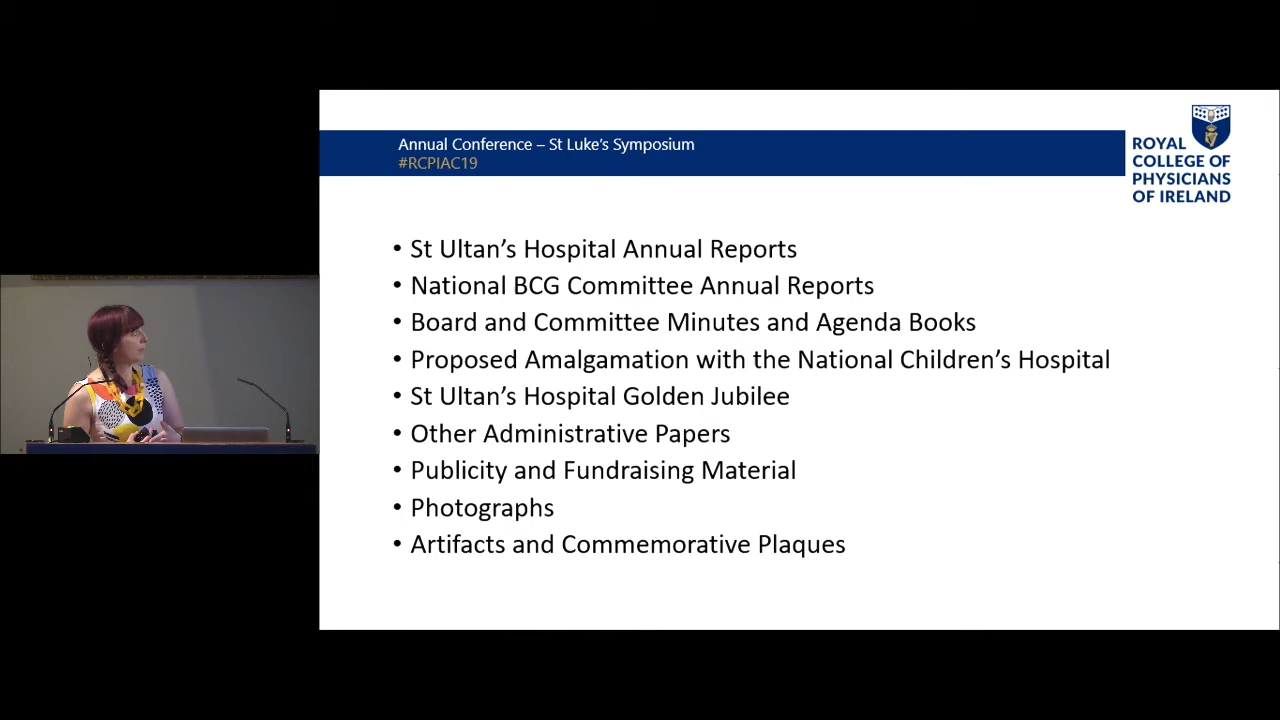 Annual Conference – St Luke's Symposium
#RCPIAC19
ROYAL
COLLEGE OF
PHYSICIANS
OF IRELAND
• St Ultan's Hospital Annual Reports
• National BCG Committee Annual Reports
• Board and Committee Minutes and Agenda Books
• Proposed Amalgamation with the National Children's Hospital
• St Ultan's Hospital Golden Jubilee
• Other Administrative Papers
• Publicity and Fundraising Material
• Photographs
• Artifacts and Commemorative Plaques